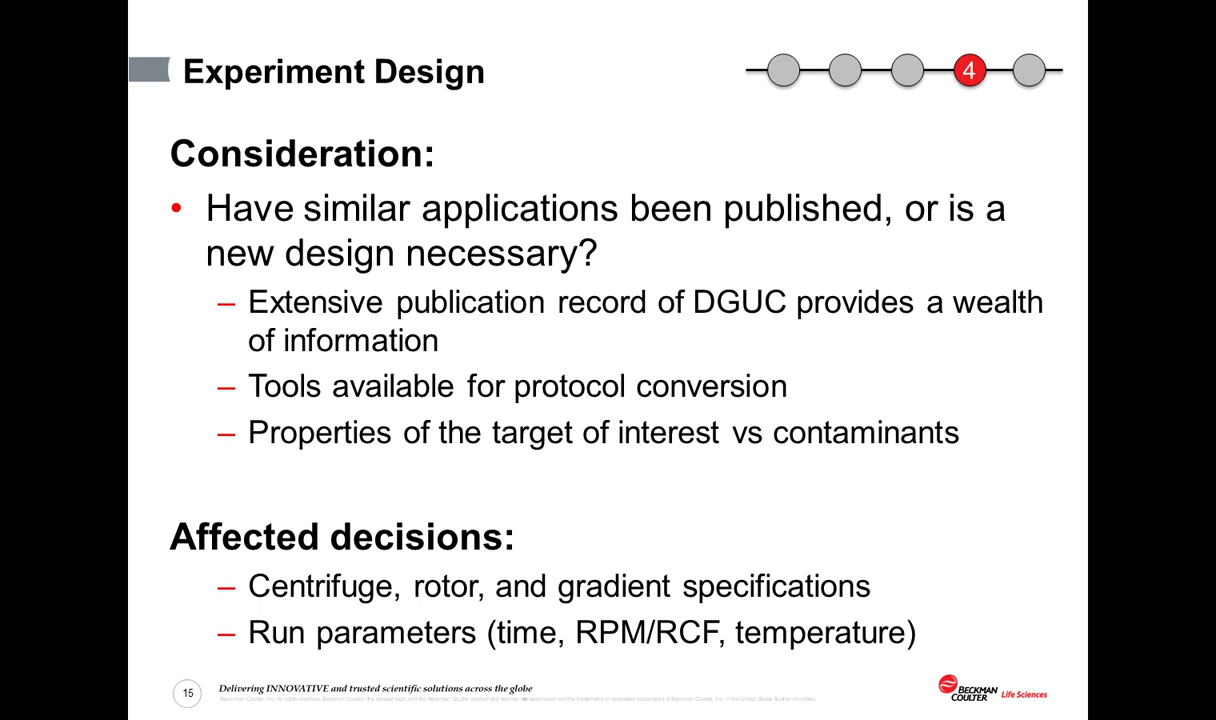 Experiment Design
4
Consideration:
• Have similar applications been published, or is a
new design necessary?
– Extensive publication record of DGUC provides a wealth
of information
– Tools available for protocol conversion
– Properties of the target of interest vs contaminants
Affected decisions:
– Centrifuge, rotor, and gradient specifications
– Run parameters (time, RPM/RCF, temperature)
15
Delivering INNOVATIVE and trusted scientific solutions across the globe
BECKMAN
COULTER Life Sciences